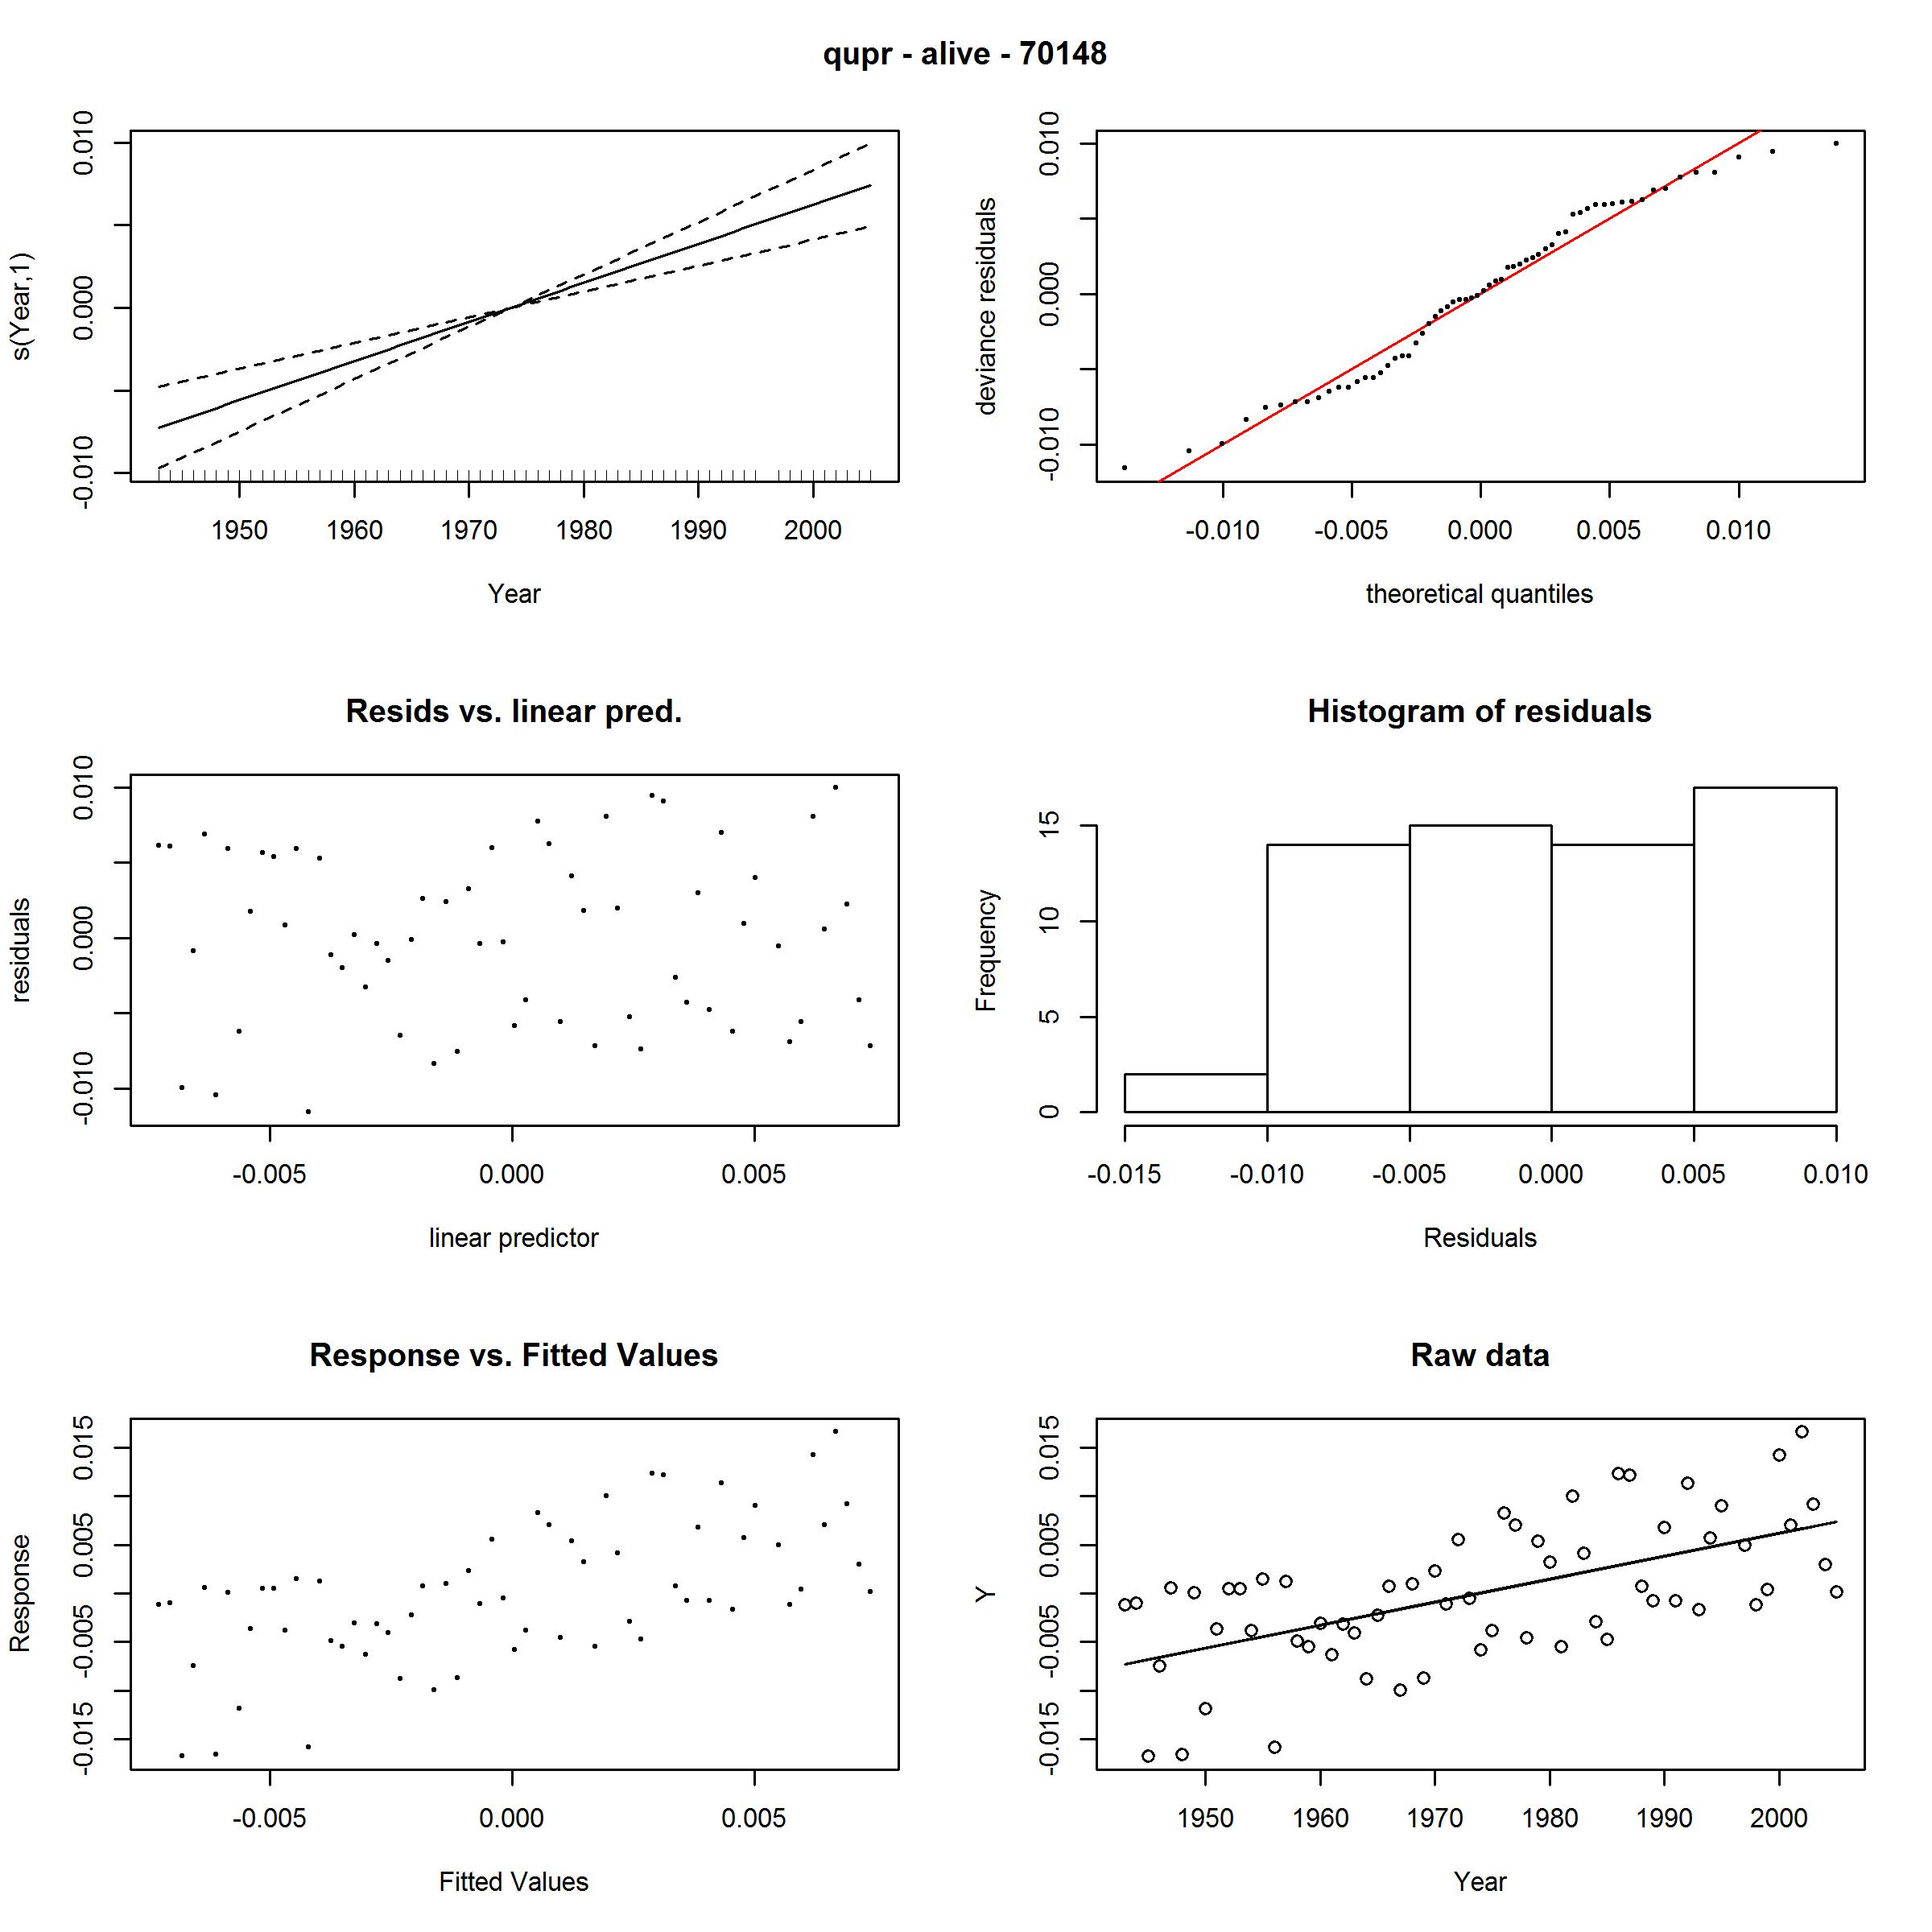 qupr - alive - 70148
s(Year,1)
0.010
0.000
-0.010
1950 1960 1970 1980 1990 2000
Year
deviance residuals
0.010
0.000
-0.010
-0.010 -0.005 0.000 0.005 0.010
theoretical quantiles
Resids vs. linear pred.
residuals
0.010
0.000
-0.010
-0.005 0.000 0.005
linear predictor
Histogram of residuals
Frequency
15
10
5
0
-0.015 -0.010 -0.005 0.000 0.005 0.010
Residuals
Response vs. Fitted Values
Response
0.015
0.005
-0.005
-0.015
-0.005 0.000 0.005
Fitted Values
Raw data
Y
0.015
0.005
-0.005
-0.015
1950 1960 1970 1980 1990 2000
Year